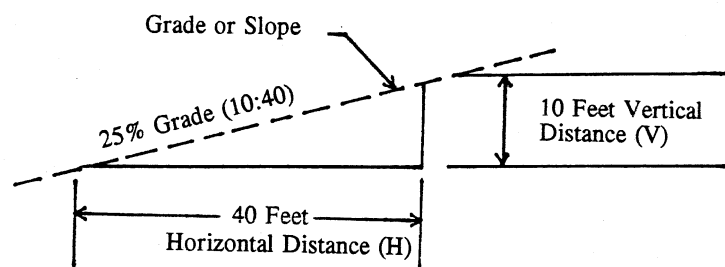 Grade or Slope
25% Grade (10:40)
10 Feet Vertical
Distance (V)
40 Feet
Horizontal Distance (H)